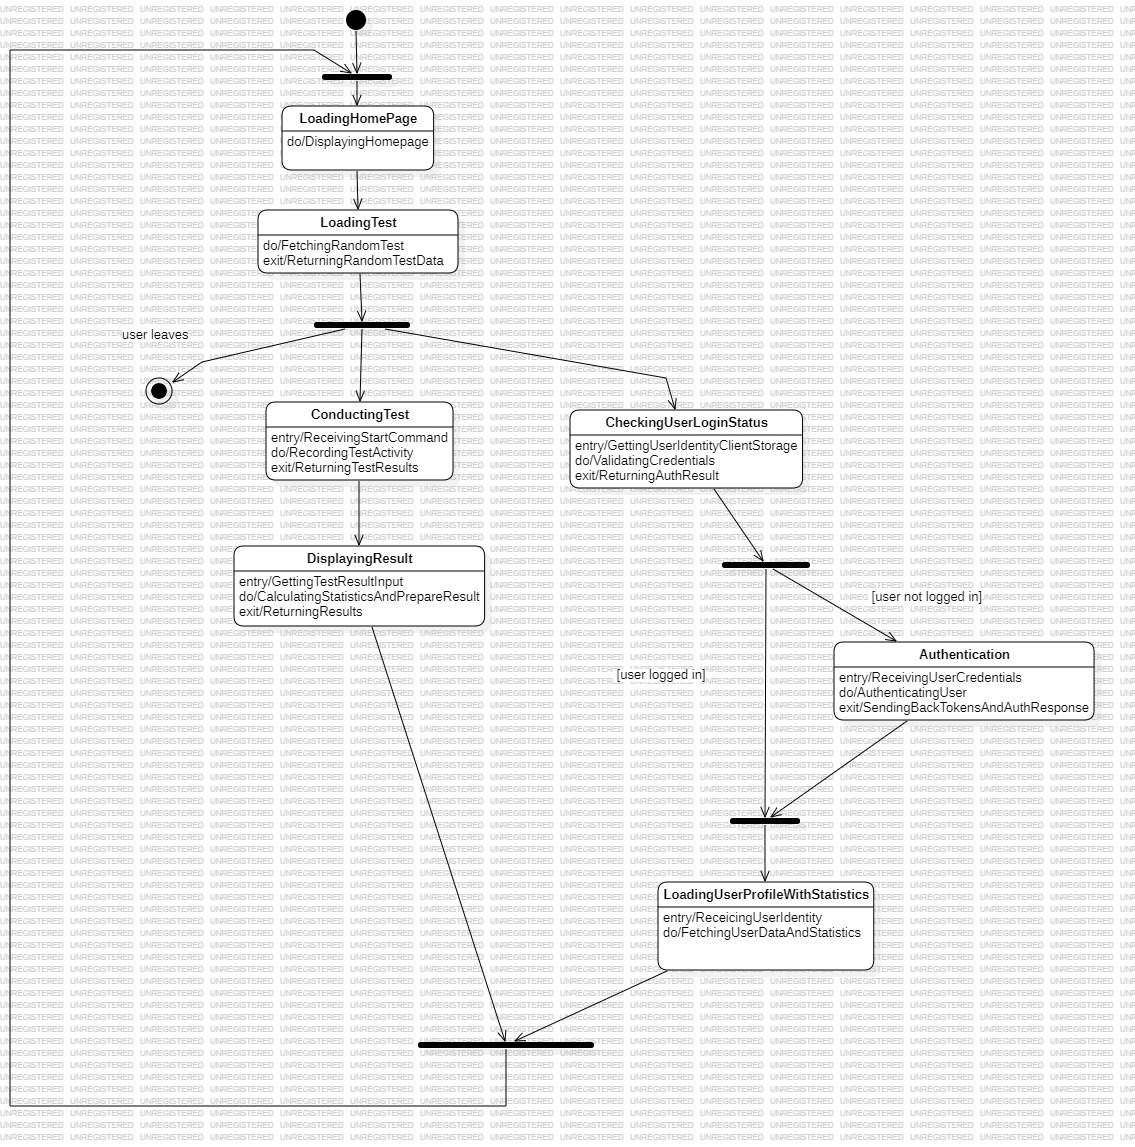 LoadingHomePage
do/DisplayingHomepage
LoadingTest
do/FetchingRandomTest
exit/ReturningRandomTestData
user leaves
ConductingTest
entry/ReceivingStartCommand
do/RecordingTestActivity
exit/ReturningTestResults
CheckingUserLoginStatus
entry/GettingUserIdentityClientStorage
do/ValidatingCredentials
exit/ReturningAuthResult
DisplayingResult
entry/GettingTestResultInput
do/CalculatingStatisticsAndPrepareResult
exit/ReturningResults
[user not logged in]
[user logged in]
Authentication
entry/ReceivingUserCredentials
do/AuthenticatingUser
exit/SendingBackTokensAndAuthResponse
LoadingUserProfileWithStatistics
entry/ReceicingUserIdentity
do/FetchingUserDataAndStatistics
UNREGISTERED